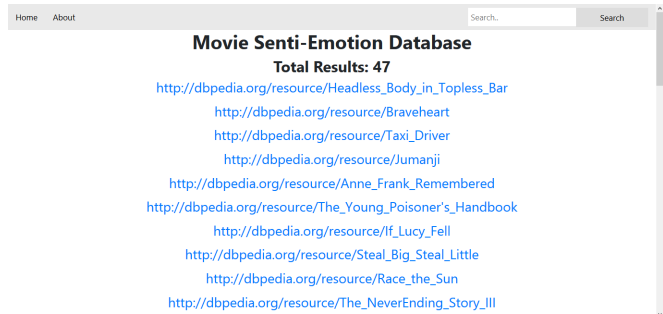 Home About Search.. Search
Movie Senti-Emotion Database
Total Results: 47
http://dbpedia.org/resource/Headless_Body_in_Topless_Bar
http://dbpedia.org/resource/Braveheart
http://dbpedia.org/resource/Taxi_Driver
http://dbpedia.org/resource/Jumanji
http://dbpedia.org/resource/Anne_Frank_Remembered
http://dbpedia.org/resource/The_Young_Poisoner's_Handbook
http://dbpedia.org/resource/If_Lucy_Fell
http://dbpedia.org/resource/Steal_Big_Steal_Little
http://dbpedia.org/resource/Race_the_Sun
http://dbpedia.org/resource/The_NeverEnding_Story_III